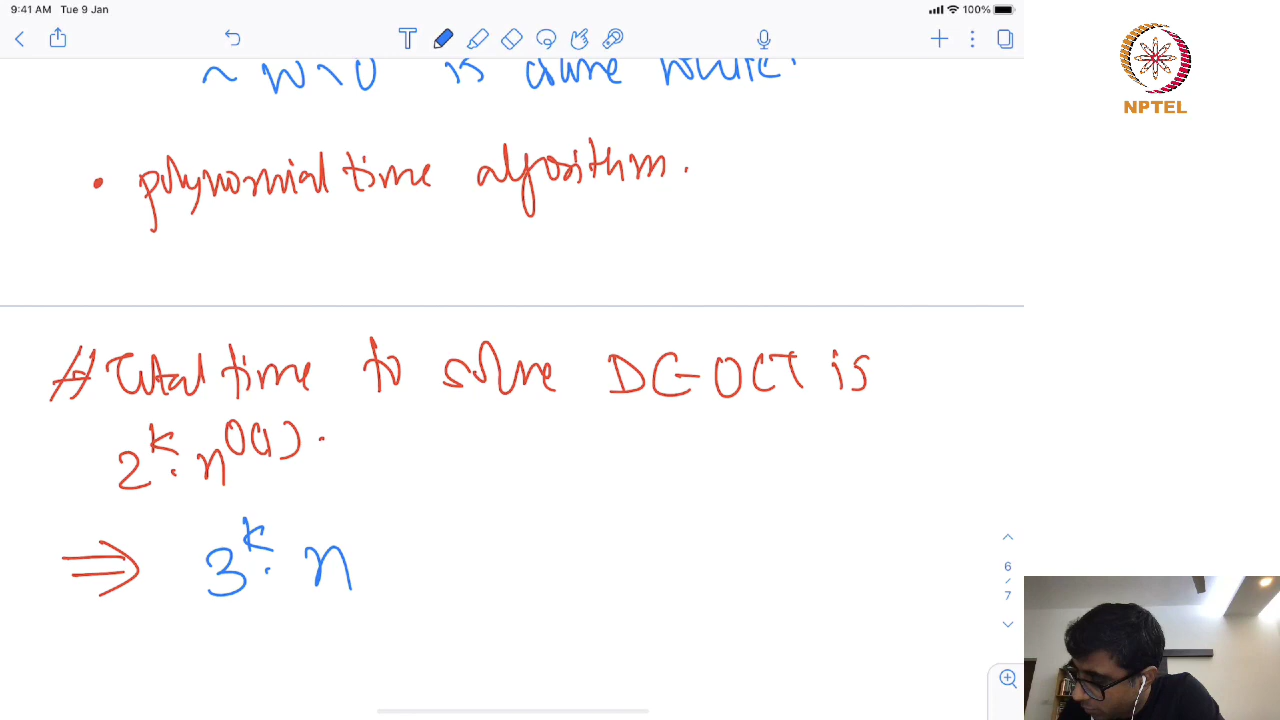 9:41 AM Tue 9 Jan
100%
NPTEL
~ W\U is
• polynomial time algorithm.
# Total time to solve DC-OCT is
2^k · n^O(1) ·
⇒ 3^k · n
6
/
7